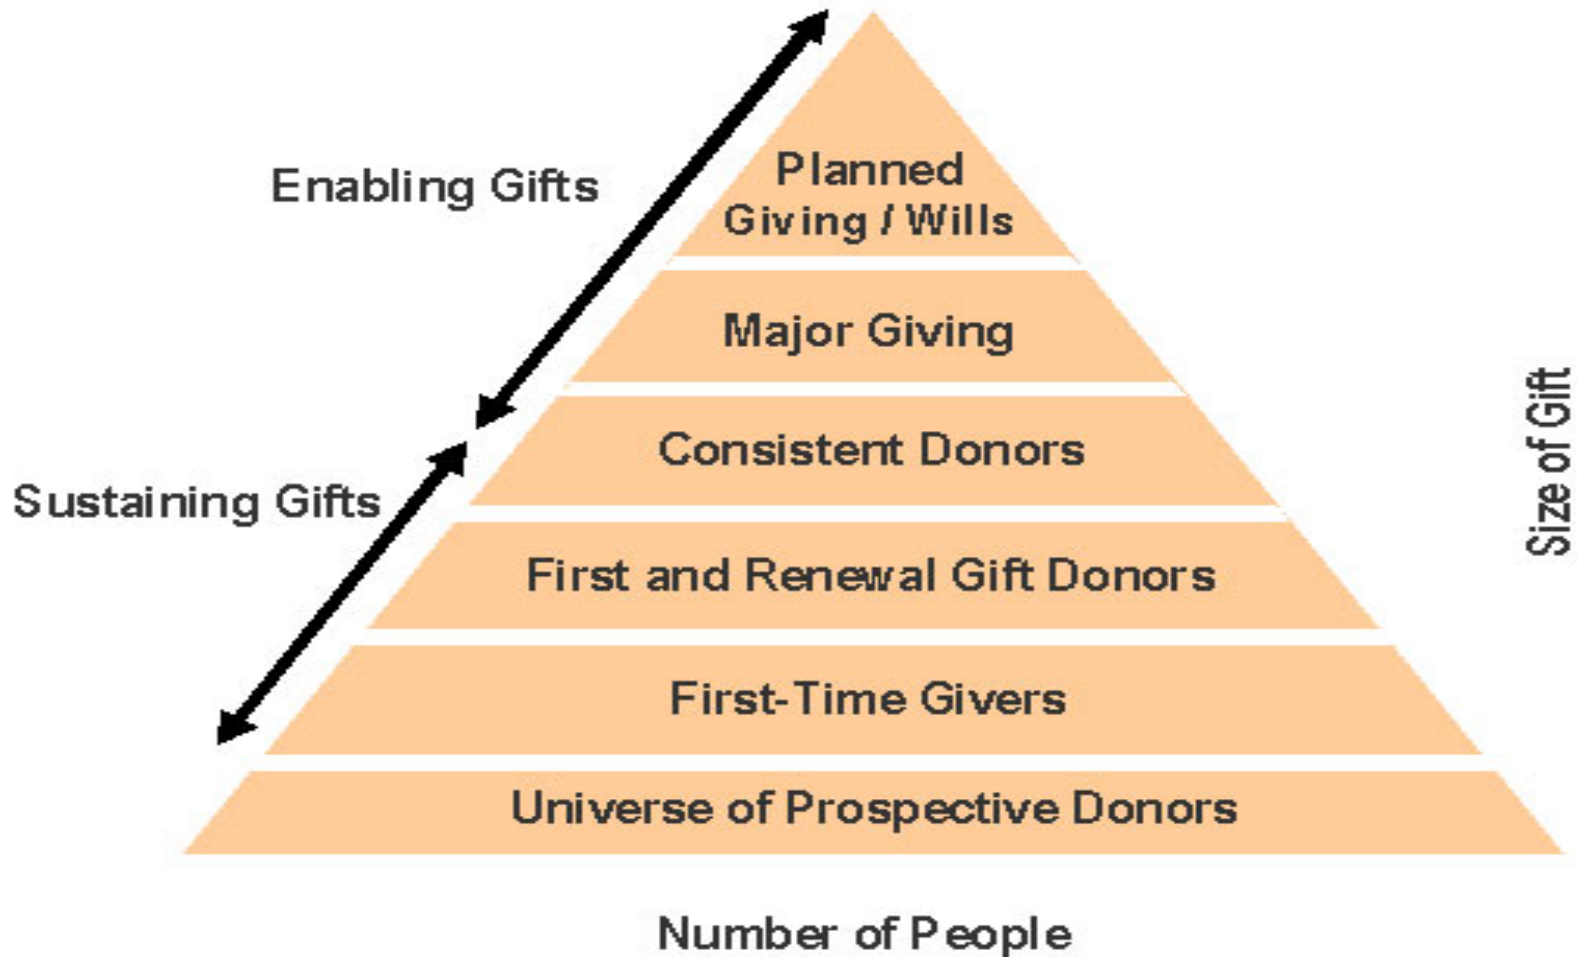 Planned
Giving / Wills
Enabling Gifts
Major Giving
Consistent Donors
Sustaining Gifts
Size of Gift
First and Renewal Gift Donors
First-Time Givers
Universe of Prospective Donors
Number of People